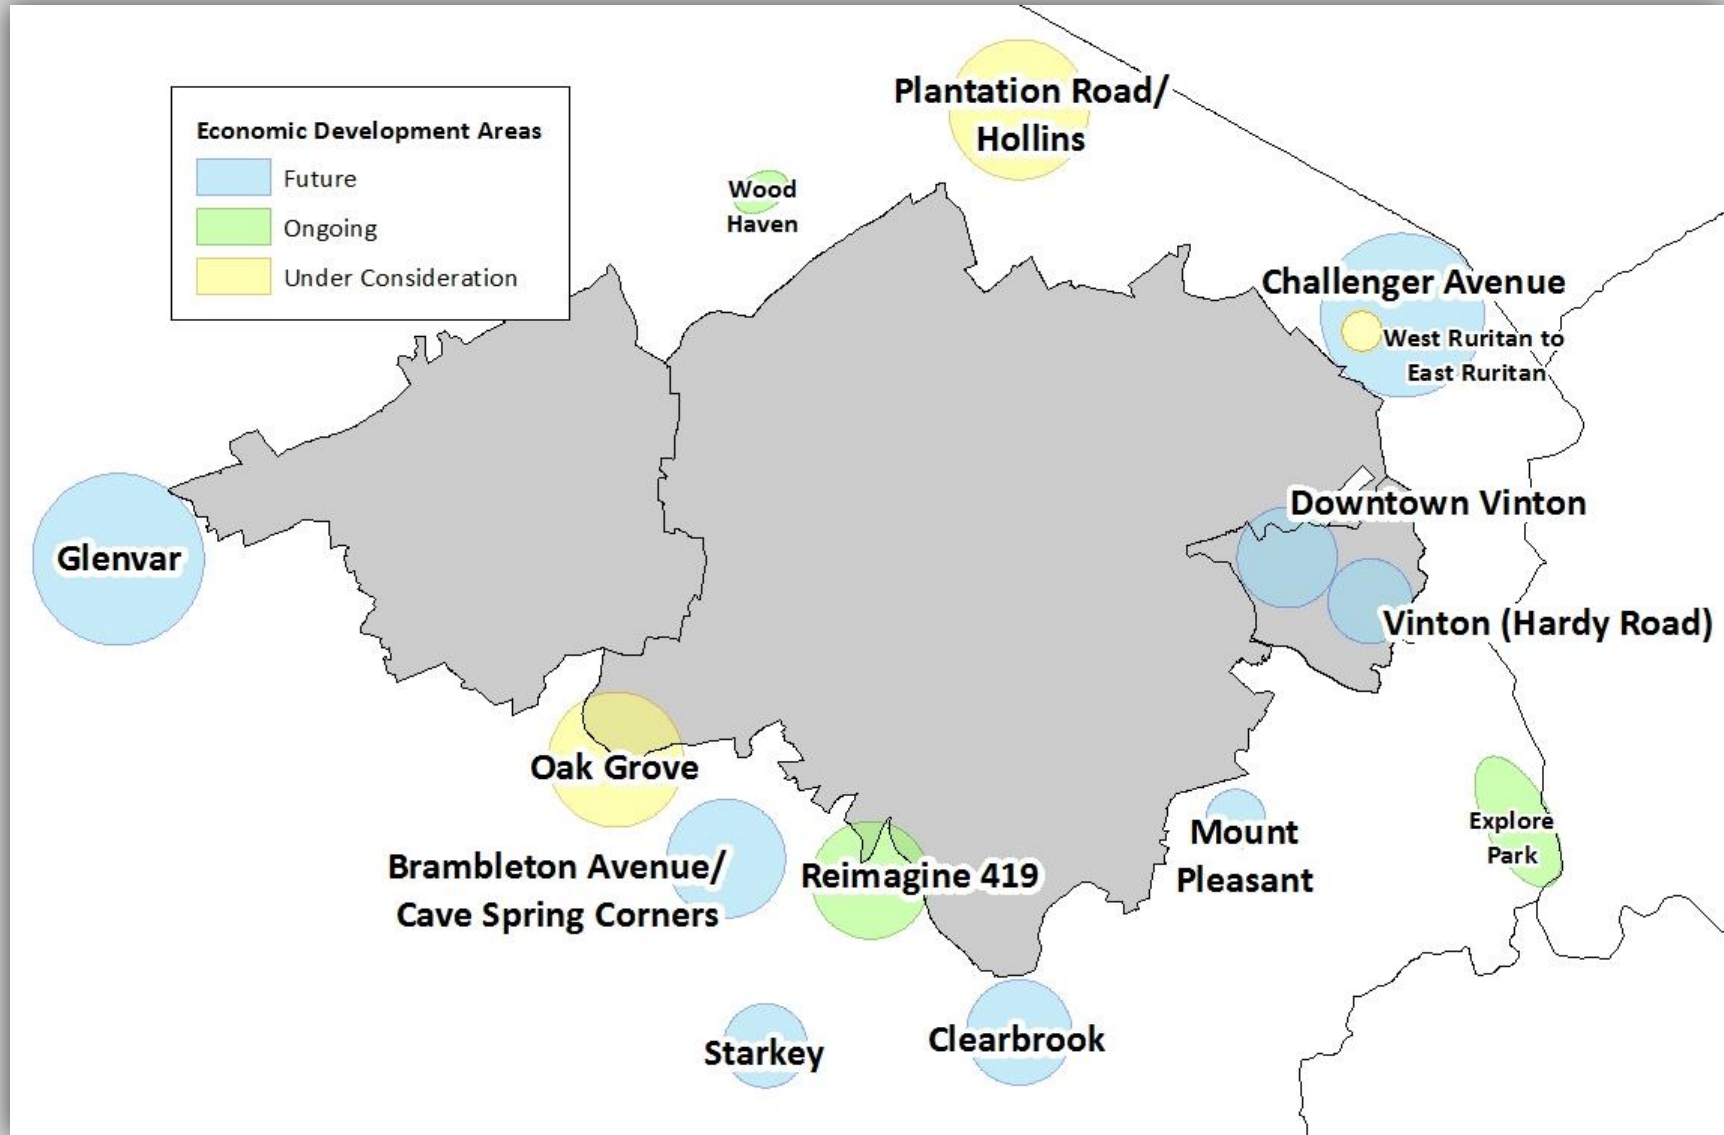 Economic Development Areas
Future
Ongoing
Under Consideration
Plantation Road/
Hollins
Wood
Haven
Challenger Avenue
West Ruritan to
East Ruritan
Downtown Vinton
Glenvar
Vinton (Hardy Road)
Oak Grove
Brambleton Avenue/
Cave Spring Corners
Reimagine 419
Mount
Pleasant
Explore
Park
Starkey
Clearbrook